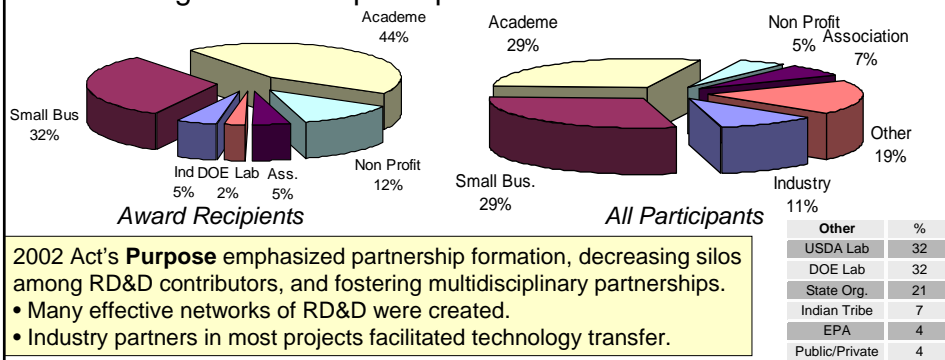 Academe
44%
Small Bus
32%
Ind
5%
DOE Lab
2%
Ass.
5%
Non Profit
12%
Award Recipients
Academe
29%
Non Profit
5%
Association
7%
Other
19%
Industry
11%
Small Bus.
29%
All Participants
Other %
USDA Lab 32
DOE Lab 32
State Org. 21
Indian Tribe 7
EPA 4
Public/Private 4
2002 Act's Purpose emphasized partnership formation, decreasing silos
among RD&D contributors, and fostering multidisciplinary partnerships.
• Many effective networks of RD&D were created.
• Industry partners in most projects facilitated technology transfer.